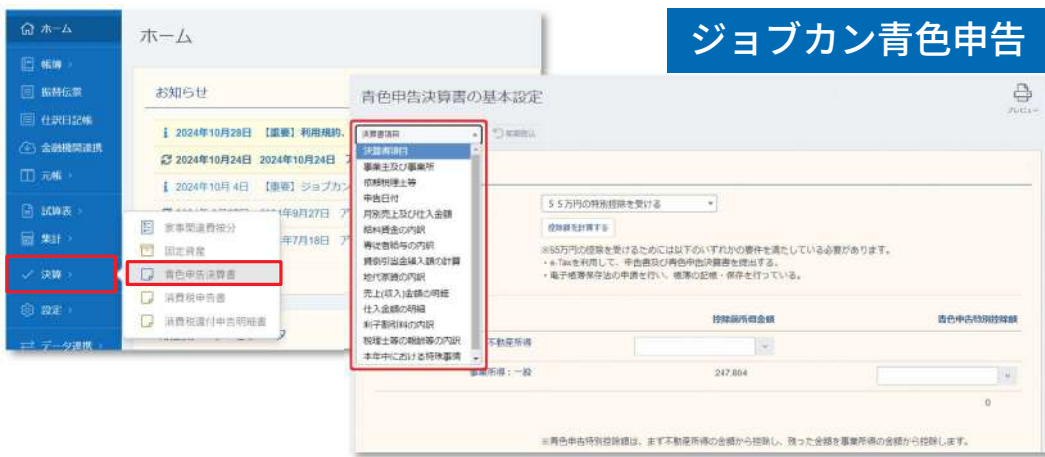 ジョブカン青色申告
ホーム
帳簿
振替伝票
仕訳日記帳
金融機関連携
元帳
試算表
集計
決算
設定
データ連携
ホーム
お知らせ
2024年10月28日 【重要】利用規約、
2024年10月24日 2024年10月24日
2024年10月 4日 【重要】ジョブカン
年9月27日
年7月18日
家事関連費按分
固定資産
青色申告決算書
消費税申告書
消費税還付申告明細書
青色申告決算書の基本設定
プレビュー
決算書項目
決算書項目
事業主及び事業所
依頼税理士等
申告日付
月別売上及び仕入金額
給料賃金の内訳
専従者給与の内訳
貸倒引当金繰入額の計算
地代家賃の内訳
売上(収入)金額の明細
仕入金額の明細
利子割引料の内訳
税理士等の報酬等の内訳
本年中における特殊事情
55万円の特別控除を受ける
控除額を計算する
※55万円の控除を受けるためには以下のいずれかの要件を満たしている必要があります。
・e-Taxを利用して、申告書及び青色申告決算書を提出する。
・電子帳簿保存法の申請を行い、帳簿の記帳・保存を行っている。
控除前所得金額
青色申告特別控除額
不動産所得
事業所得：一般
247,804
0
※青色申告特別控除額は、まず不動産所得の金額から控除し、残った金額を事業所得の金額から控除します。